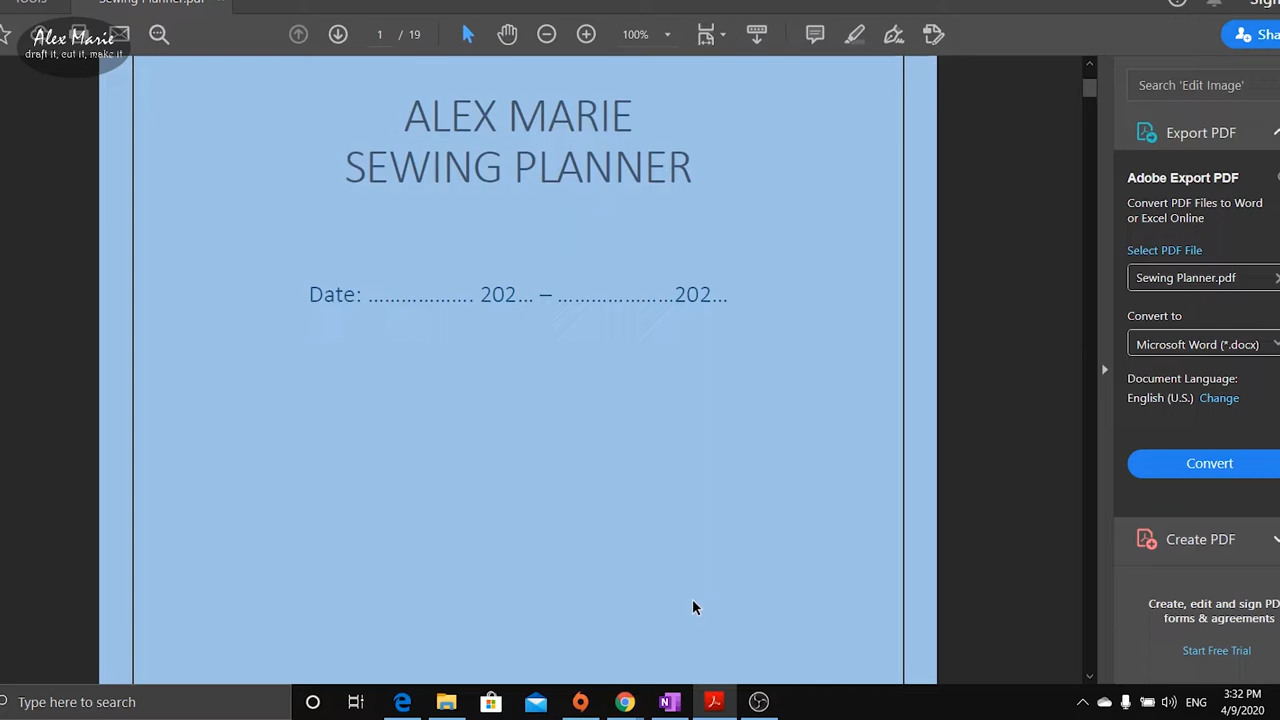 Sewing Planner.pdf
Alex Marie
draft it, cut it, make it
1 / 19
100%
ALEX MARIE
SEWING PLANNER
Date: ………………. 202… – …………………202…
Search 'Edit Image'
Export PDF
Adobe Export PDF
Convert PDF Files to Word
or Excel Online
Select PDF File
Sewing Planner.pdf
Convert to
Microsoft Word (*.docx)
Document Language:
English (U.S.) Change
Convert
Create PDF
Create, edit and sign PD
forms & agreements
Start Free Trial
Type here to search
ENG
3:32 PM
4/9/2020